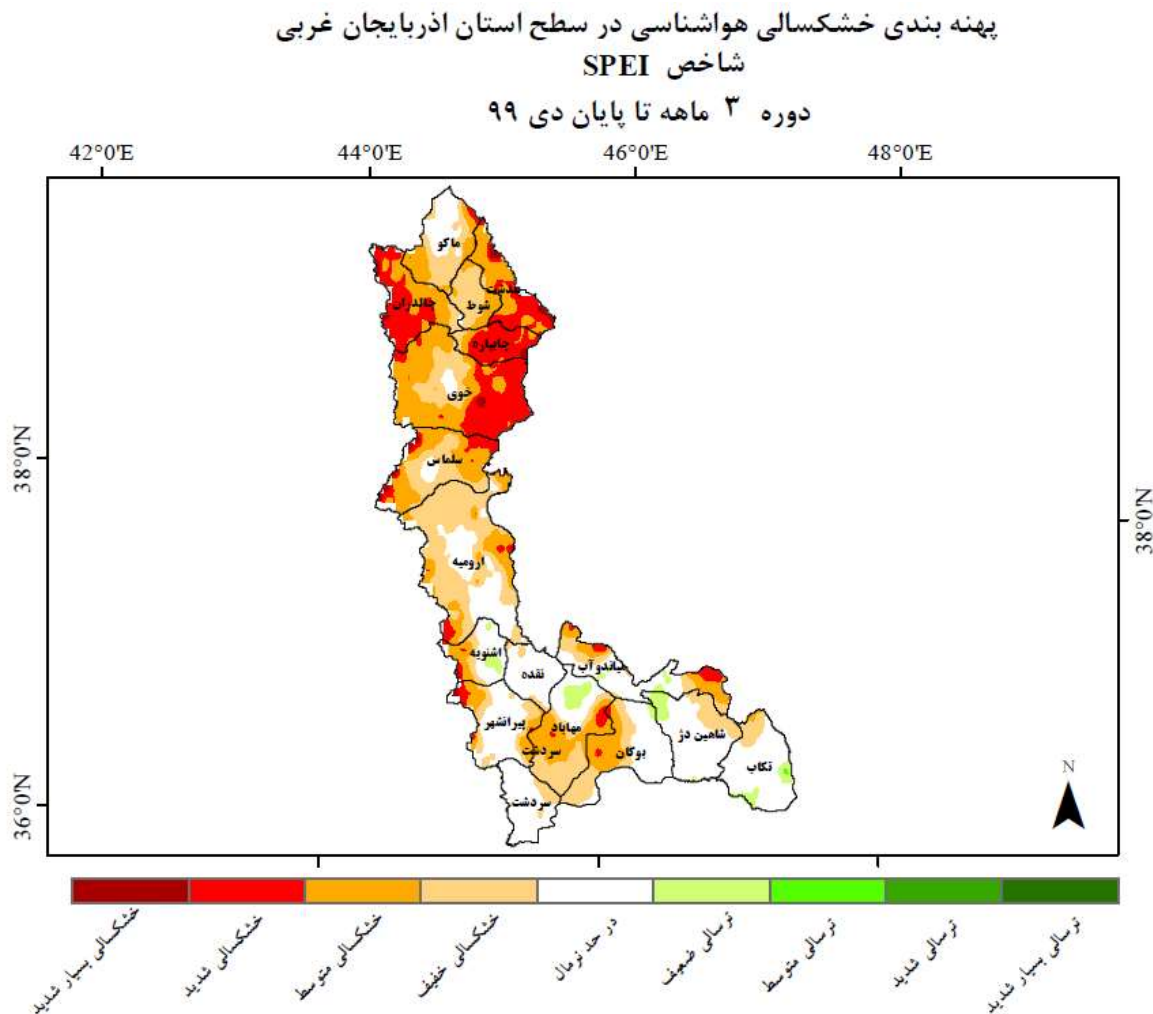 پهنه بندی خشکسالی هواشناسی در سطح استان اذربایجان غربی
شاخص SPEI
دوره ۳ ماهه تا پایان دی ۹۹
42°0'E 44°0'E 46°0'E 48°0'E
ماکو
چالدران
شوط
چایپاره
خوی
38°0'N
سلماس
38°0'N
ارومیه
اشنویه
نقده
میاندوآب
پیرانشهر
مهاباد
سردشت
بوکان
شاهین دژ
تکاب
سردشت
36°0'N
N
خشکسالی بسیار شدید
خشکسالی شدید
خشکسالی متوسط
خشکسالی خفیف
در حد نرمال
ترسالی ضعیف
ترسالی متوسط
ترسالی شدید
ترسالی بسیار شدید